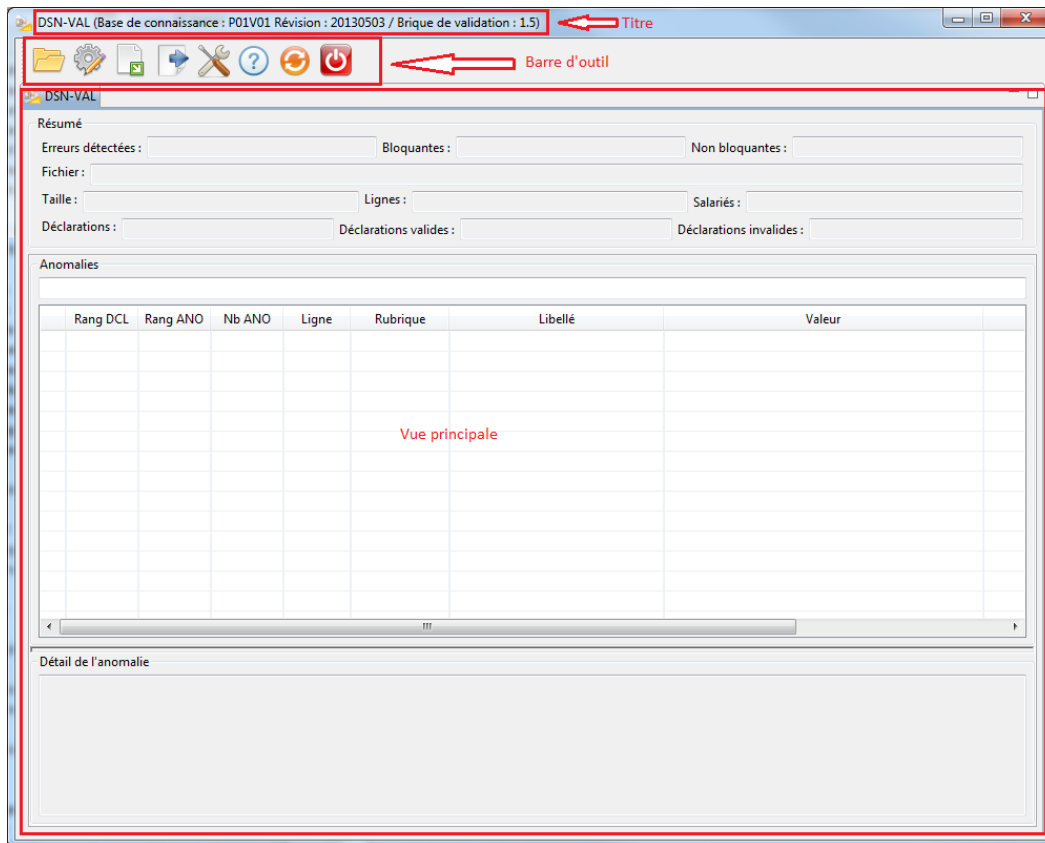 DSN-VAL (Base de connaissance : P01V01 Révision : 20130503 / Brique de validation : 1.5)
Titre
Barre d'outil
DSN-VAL
Résumé
Erreurs détectées : Bloquantes : Non bloquantes :
Fichier :
Taille : Lignes : Salariés :
Déclarations : Déclarations valides : Déclarations invalides :
Anomalies
Rang DCL Rang ANO Nb ANO Ligne Rubrique Libellé Valeur
Vue principale
Détail de l'anomalie